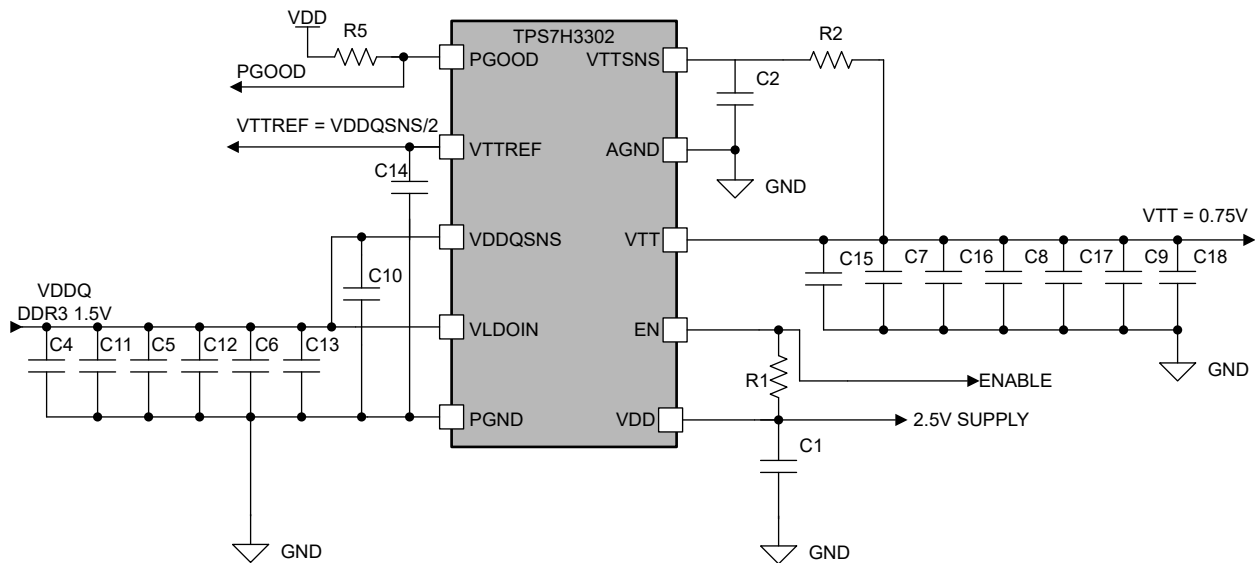 TPS7H3302
VDD
R5
PGOOD
PGOOD
VTTSNS
R2
C2
VTTREF = VDDQSNS/2
VTTREF
AGND
GND
C14
VDDQSNS
VTT
VTT = 0.75V
C10
C15
C7
C16
C8
C17
C9
C18
VDDQ
DDR3 1.5V
VLDOIN
EN
C4
C11
C5
C12
C6
C13
GND
R1
ENABLE
PGND
VDD
2.5V SUPPLY
C1
GND
GND